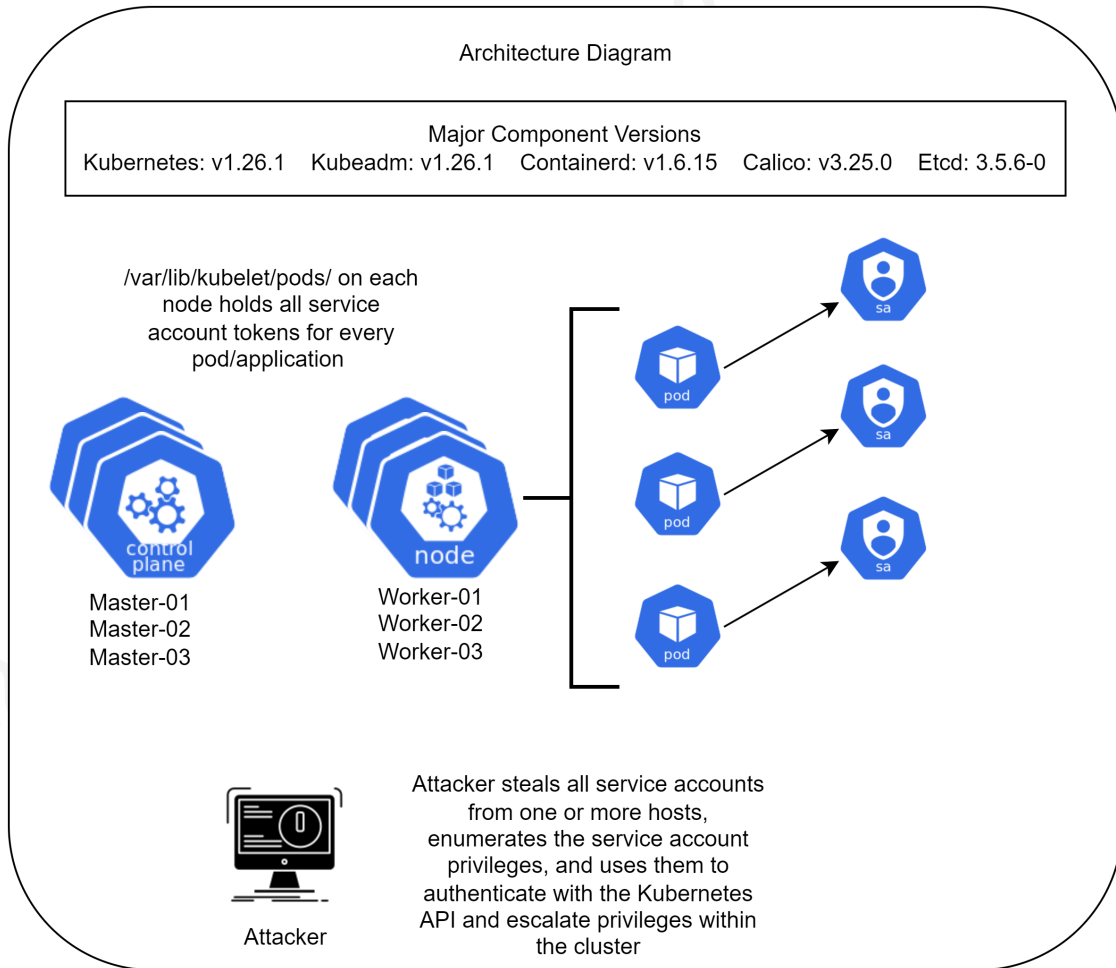 Architecture Diagram
Major Component Versions
Kubernetes: v1.26.1 Kubeadm: v1.26.1 Containerd: v1.6.15 Calico: v3.25.0 Etcd: 3.5.6-0
/var/lib/kubelet/pods/ on each
node holds all service
account tokens for every
pod/application
control
plane
Master-01
Master-02
Master-03
node
Worker-01
Worker-02
Worker-03
pod
sa
pod
sa
pod
sa
Attacker
Attacker steals all service accounts
from one or more hosts,
enumerates the service account
privileges, and uses them to
authenticate with the Kubernetes
API and escalate privileges within
the cluster